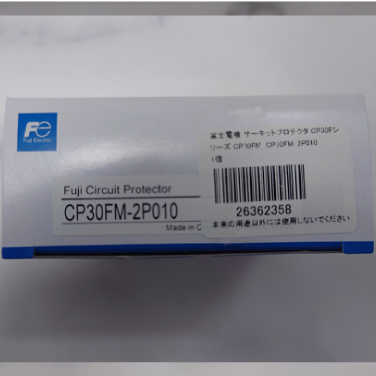 Fe
Fuji Electric
Fuji Circuit Protector
CP30FM-2P010
Made in C
富士電機 サーキットプロテクタ CP30Fシ
リーズ CP30FM CP30FM-2P010
1個
26362358
本来の用途以外には使用しないでください